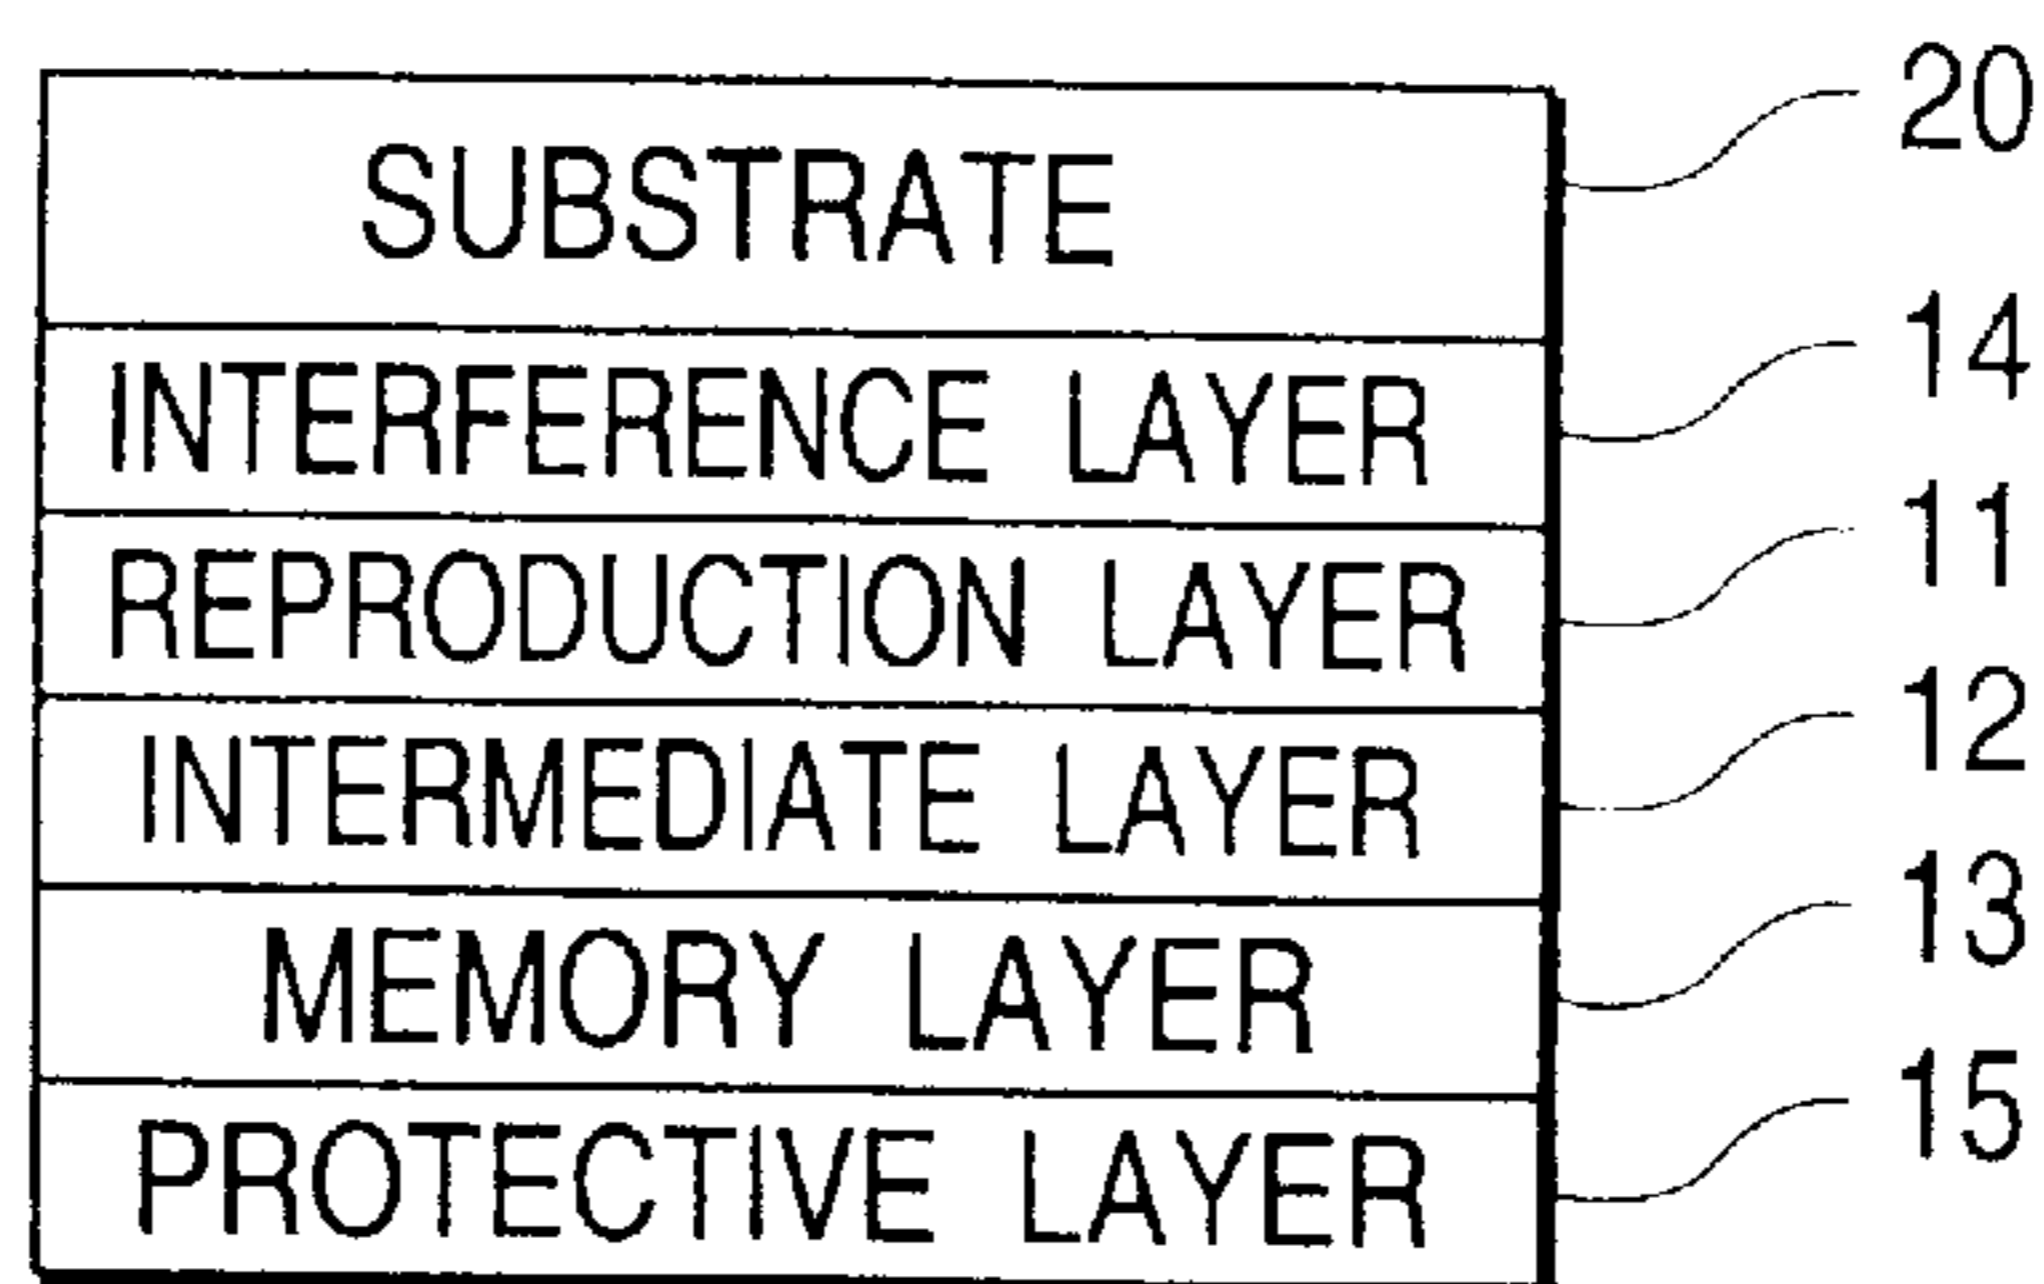 SUBSTRATE 20
INTERFERENCE LAYER 14
REPRODUCTION LAYER 11
INTERMEDIATE LAYER 12
MEMORY LAYER 13
PROTECTIVE LAYER 15